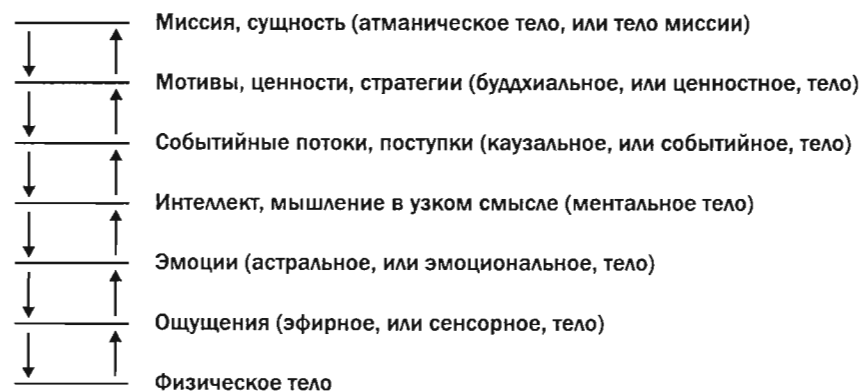 Миссия, сущность (атманическое тело, или тело миссии)
Мотивы, ценности, стратегии (буддхиальное, или ценностное, тело)
Событийные потоки, поступки (каузальное, или событийное, тело)
Интеллект, мышление в узком смысле (ментальное тело)
Эмоции (астральное, или эмоциональное, тело)
Ощущения (эфирное, или сенсорное, тело)
Физическое тело